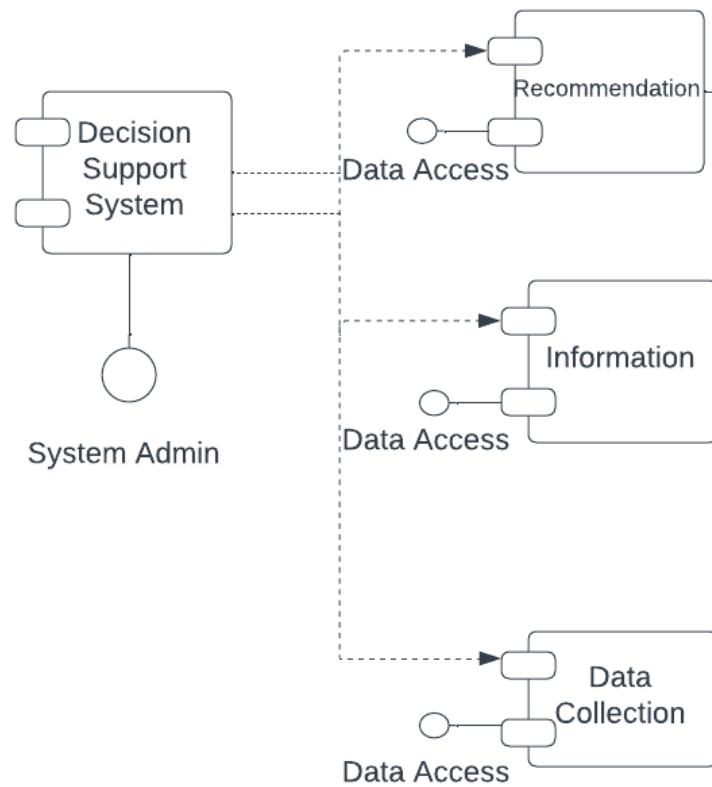 Decision
Support
System
System Admin
Recommendation
Data Access
Information
Data Access
Data
Collection
Data Access